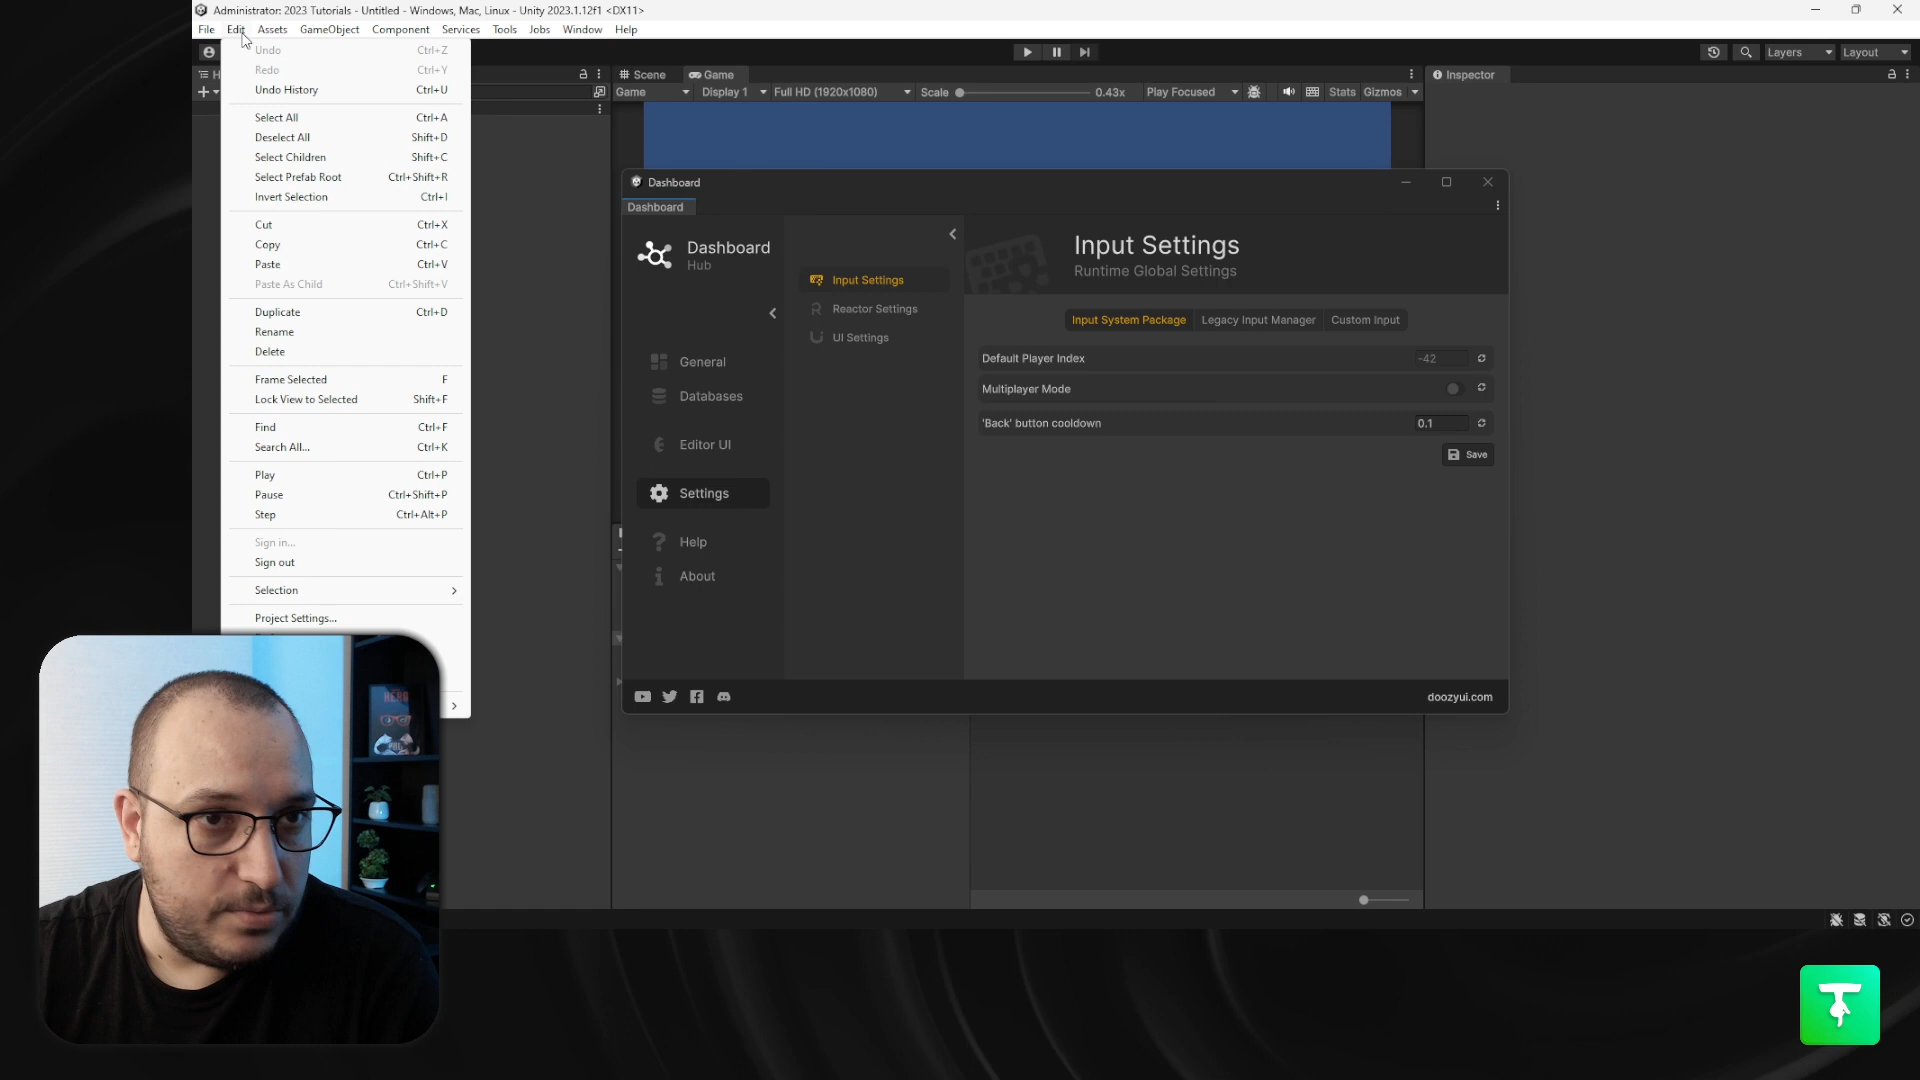 Administrator: 2023 Tutorials - Untitled - Windows, Mac, Linux - Unity 2023.1.12f1 <DX11>
File Edit Assets GameObject Component Services Tools Jobs Window Help
Layers Layout
Undo Ctrl+Z
Redo Ctrl+Y
Undo History Ctrl+U
Select All Ctrl+A
Deselect All Shift+D
Select Children Shift+C
Select Prefab Root Ctrl+Shift+R
Invert Selection Ctrl+I
Cut Ctrl+X
Copy Ctrl+C
Paste Ctrl+V
Paste As Child Ctrl+Shift+V
Duplicate Ctrl+D
Rename
Delete
Frame Selected F
Lock View to Selected Shift+F
Find Ctrl+F
Search All... Ctrl+K
Play Ctrl+P
Pause Ctrl+Shift+P
Step Ctrl+Alt+P
Sign in...
Sign out
Selection
Project Settings...
Scene Game
Game Display 1 Full HD (1920x1080) Scale 0.43x Play Focused Stats Gizmos
Inspector
Dashboard
Dashboard
Dashboard
Hub
General
Databases
Editor UI
Settings
Help
About
Input Settings
Reactor Settings
UI Settings
Input Settings
Runtime Global Settings
Input System Package Legacy Input Manager Custom Input
Default Player Index -42
Multiplayer Mode
'Back' button cooldown 0.1
Save
doozyui.com